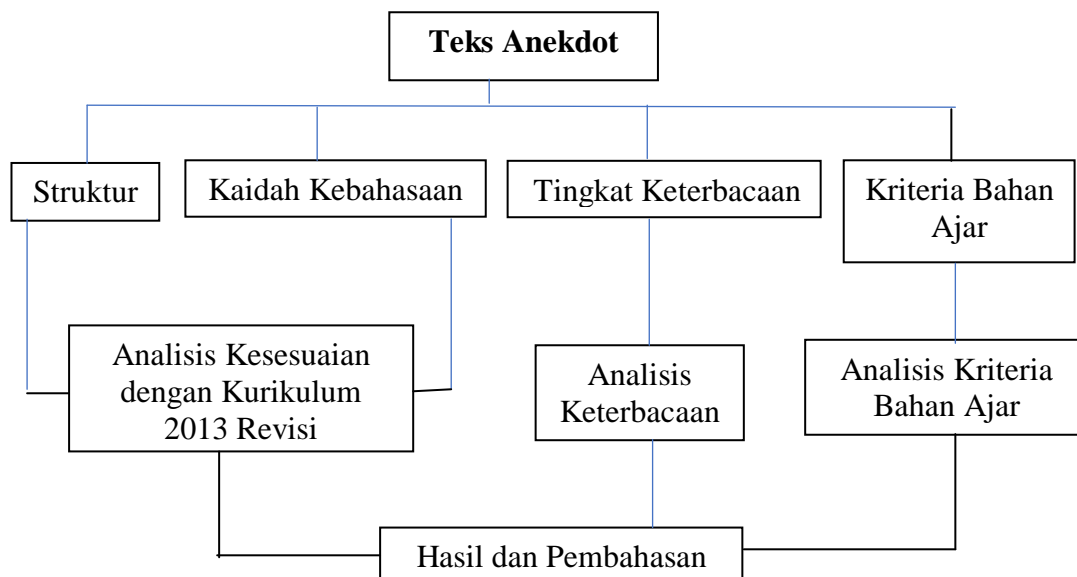 Teks Anekdot
Struktur
Kaidah Kebahasaan
Tingkat Keterbacaan
Kriteria Bahan
Ajar
Analisis Kesesuaian
dengan Kurikulum
2013 Revisi
Analisis
Keterbacaan
Analisis Kriteria
Bahan Ajar
Hasil dan Pembahasan